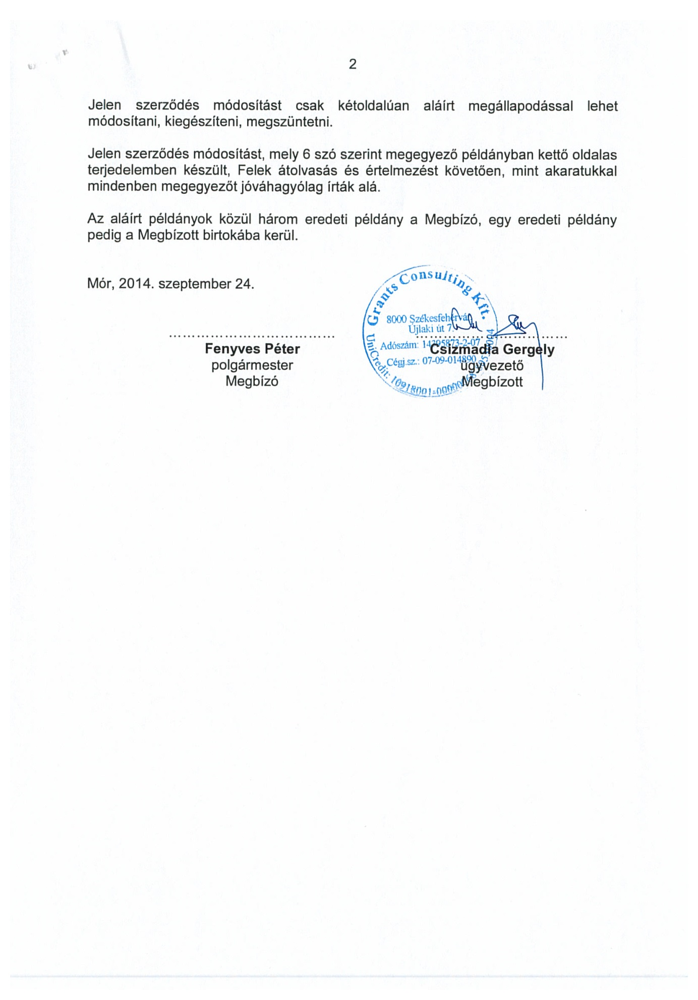 2
Jelen szerződés módosítást csak kétoldalúan aláírt megállapodással lehet
módosítani, kiegészíteni, megszüntetni.
Jelen szerződés módosítást, mely 6 szó szerint megegyező példányban kettő oldalas
terjedelemben készült, Felek átolvasás és értelmezést követően, mint akaratukkal
mindenben megegyezőt jóváhagyólag írták alá.
Az aláírt példányok közül három eredeti példány a Megbízó, egy eredeti példány
pedig a Megbízott birtokába kerül.
Mór, 2014. szeptember 24.
Grants Consulting Kft.
8000 Székesfehérvár
Újlaki út 7.
Adószám: 14295873-2-07
Cégj.sz.: 07-09-014890
UniCredit:
Fenyves Péter
polgármester
Megbízó
Csizmadia Gergely
ügyvezető
Megbízott